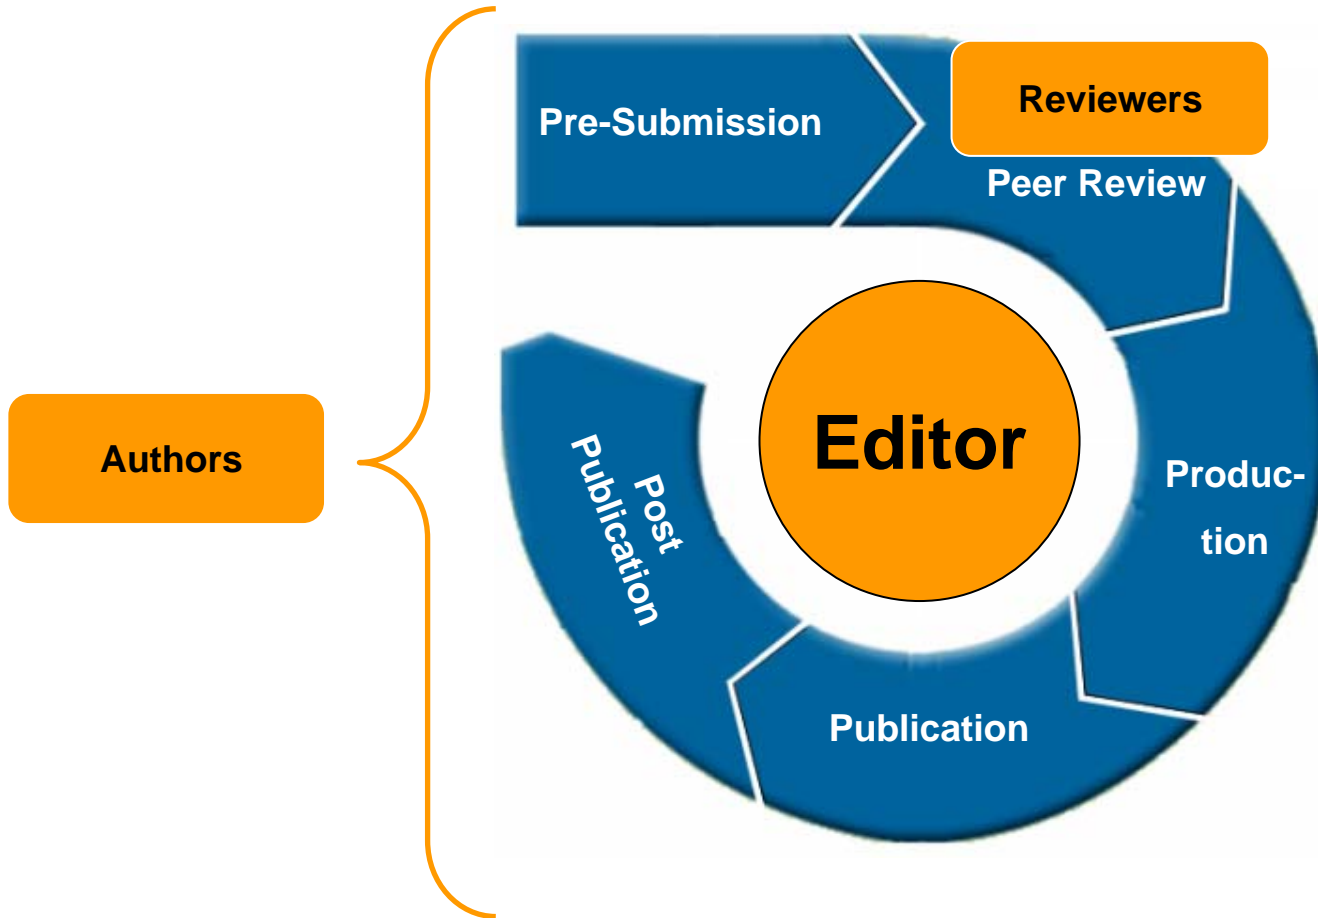 Pre-Submission
Reviewers
Peer Review
Authors
Editor
Produc-
tion
Post
Publication
Publication